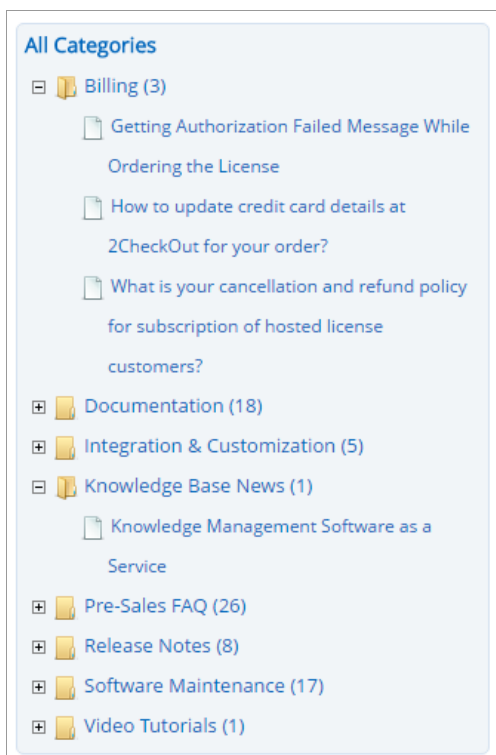 All Categories
Billing (3)
Getting Authorization Failed Message While
Ordering the License
How to update credit card details at
2CheckOut for your order?
What is your cancellation and refund policy
for subscription of hosted license
customers?
Documentation (18)
Integration & Customization (5)
Knowledge Base News (1)
Knowledge Management Software as a
Service
Pre-Sales FAQ (26)
Release Notes (8)
Software Maintenance (17)
Video Tutorials (1)